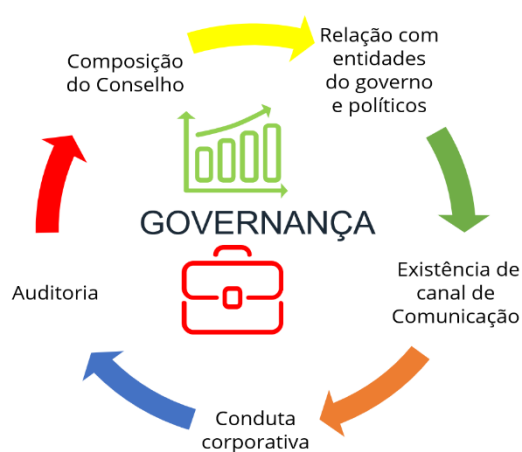 Composição
do Conselho
Relação com
entidades
do governo
e políticos
GOVERNANÇA
Existência de
canal de
Comunicação
Auditoria
Conduta
corporativa